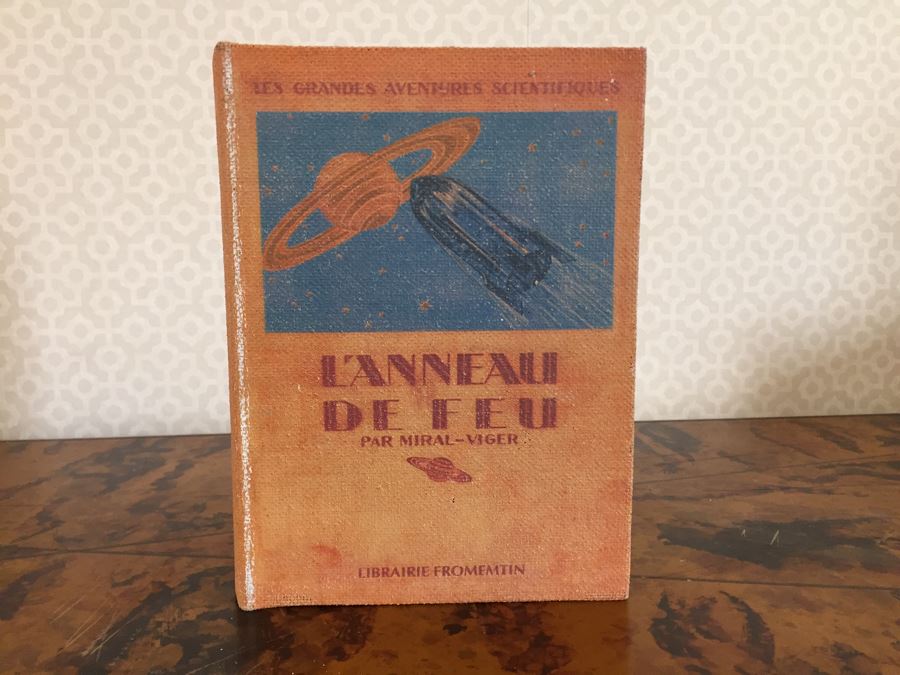 LES GRANDES AVENTURES SCIENTIFIQUES
L'ANNEAU
DE FEU
PAR MIRAL-VIGER
LIBRAIRIE FROMEMTIN